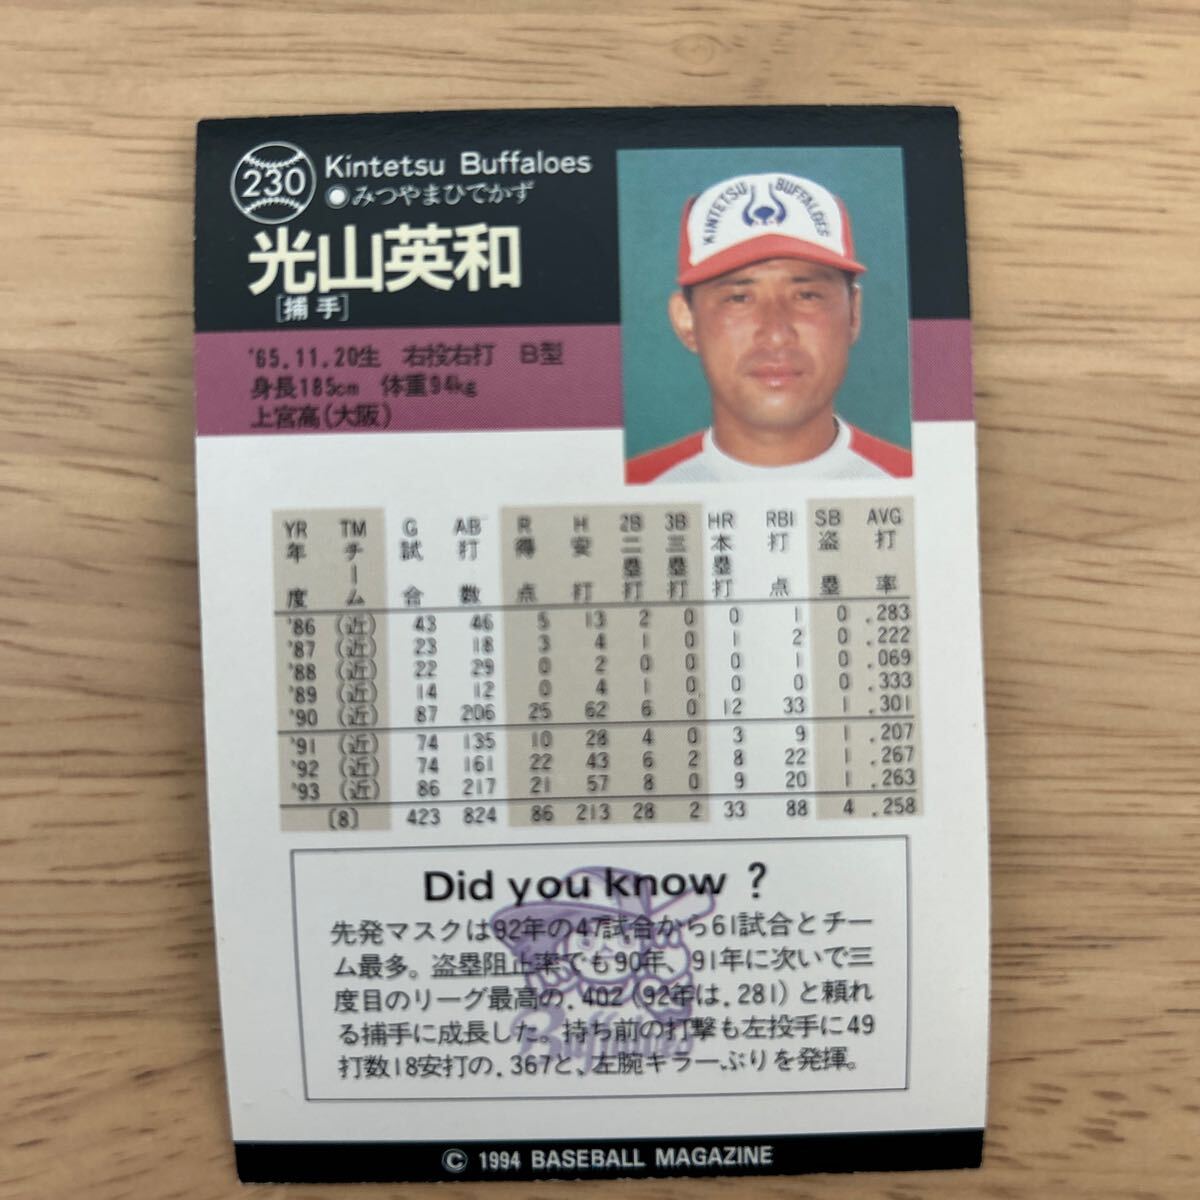 230
Kintetsu Buffaloes
●みつやまひでかず
光山英和
[捕手]
KINTETSU BUFFALOES
'65.11.20生 右投右打 B型
身長185cm 体重94kg
上宮高(大阪)
YR TM G AB R H 2B 3B HR RBI SB AVG
年度 チーム 試合 打数 得点 安打 二塁打 三塁打 本塁打 打点 盗塁 打率
'86 (近) 43 46 5 13 2 0 0 1 0 .283
'87 (近) 23 18 3 4 1 0 1 2 0 .222
'88 (近) 22 29 0 2 0 0 0 1 0 .069
'89 (近) 14 12 0 4 1 0 0 0 0 .333
'90 (近) 87 206 25 62 6 0 12 33 1 .301
'91 (近) 74 135 10 28 4 0 3 9 1 .207
'92 (近) 74 161 22 43 6 2 8 22 1 .267
'93 (近) 86 217 21 57 8 0 9 20 1 .263
[8] 423 824 86 213 28 2 33 88 4 .258
Did you know ?
先発マスクは92年の47試合から61試合とチー
ム最多。盗塁阻止率でも90年、91年に次いで三
度目のリーグ最高の.402(92年は.281)と頼れ
る捕手に成長した。持ち前の打撃も左投手に49
打数18安打の.367と、左腕キラーぶりを発揮。
Buffaloes
© 1994 BASEBALL MAGAZINE